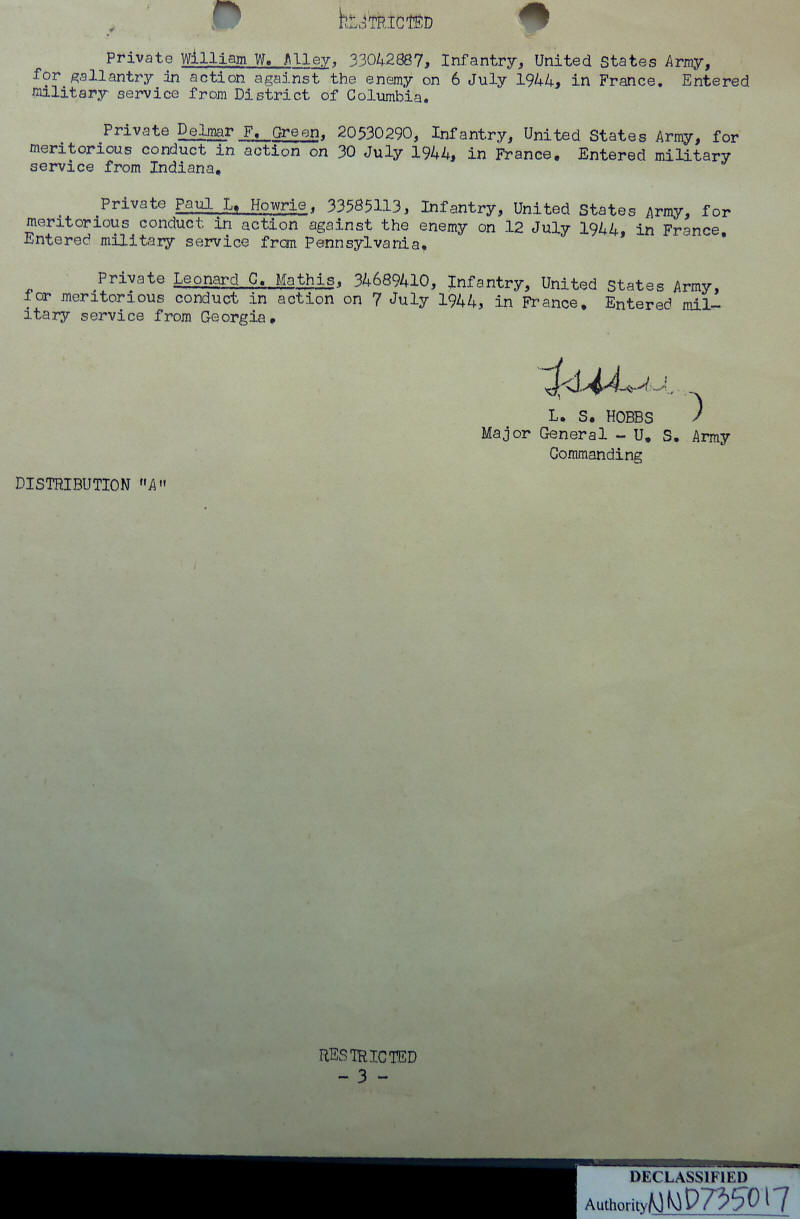 RESTRICTED
Private William W. Alley, 33042887, Infantry, United States Army,
for gallantry in action against the enemy on 6 July 1944, in France. Entered
military service from District of Columbia.
Private Delmar F. Green, 20530290, Infantry, United States Army, for
meritorious conduct in action on 30 July 1944, in France. Entered military
service from Indiana.
Private Paul L. Howrie, 33585113, Infantry, United States Army, for
meritorious conduct in action against the enemy on 12 July 1944, in France.
Entered military service from Pennsylvania.
Private Leonard C. Mathis, 34689410, Infantry, United States Army,
for meritorious conduct in action on 7 July 1944, in France. Entered mil-
itary service from Georgia.
L. S. HOBBS
Major General - U. S. Army
Commanding
DISTRIBUTION "A"
RESTRICTED
- 3 -
DECLASSIFIED
Authority NND735017